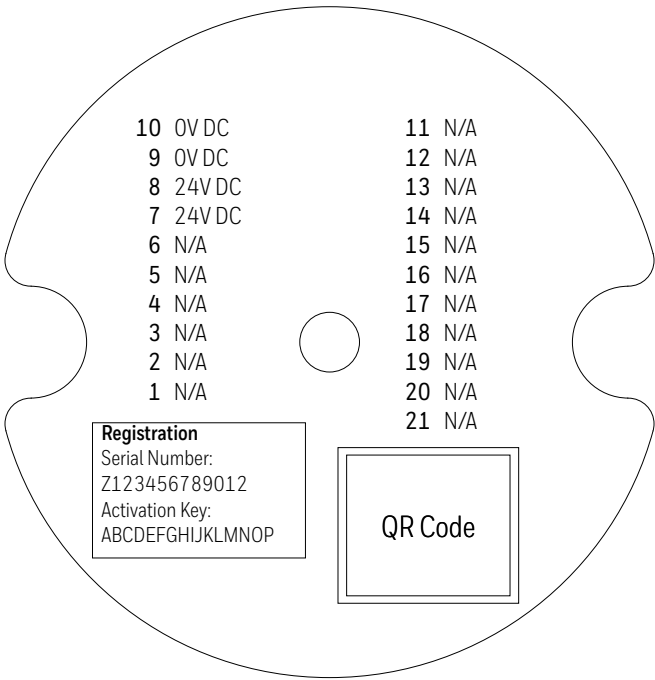 10 0V DC
9 0V DC
8 24V DC
7 24V DC
6 N/A
5 N/A
4 N/A
3 N/A
2 N/A
1 N/A
11 N/A
12 N/A
13 N/A
14 N/A
15 N/A
16 N/A
17 N/A
18 N/A
19 N/A
20 N/A
21 N/A
Registration
Serial Number:
Z123456789012
Activation Key:
ABCDEFGHIJKLMNOP
QR Code